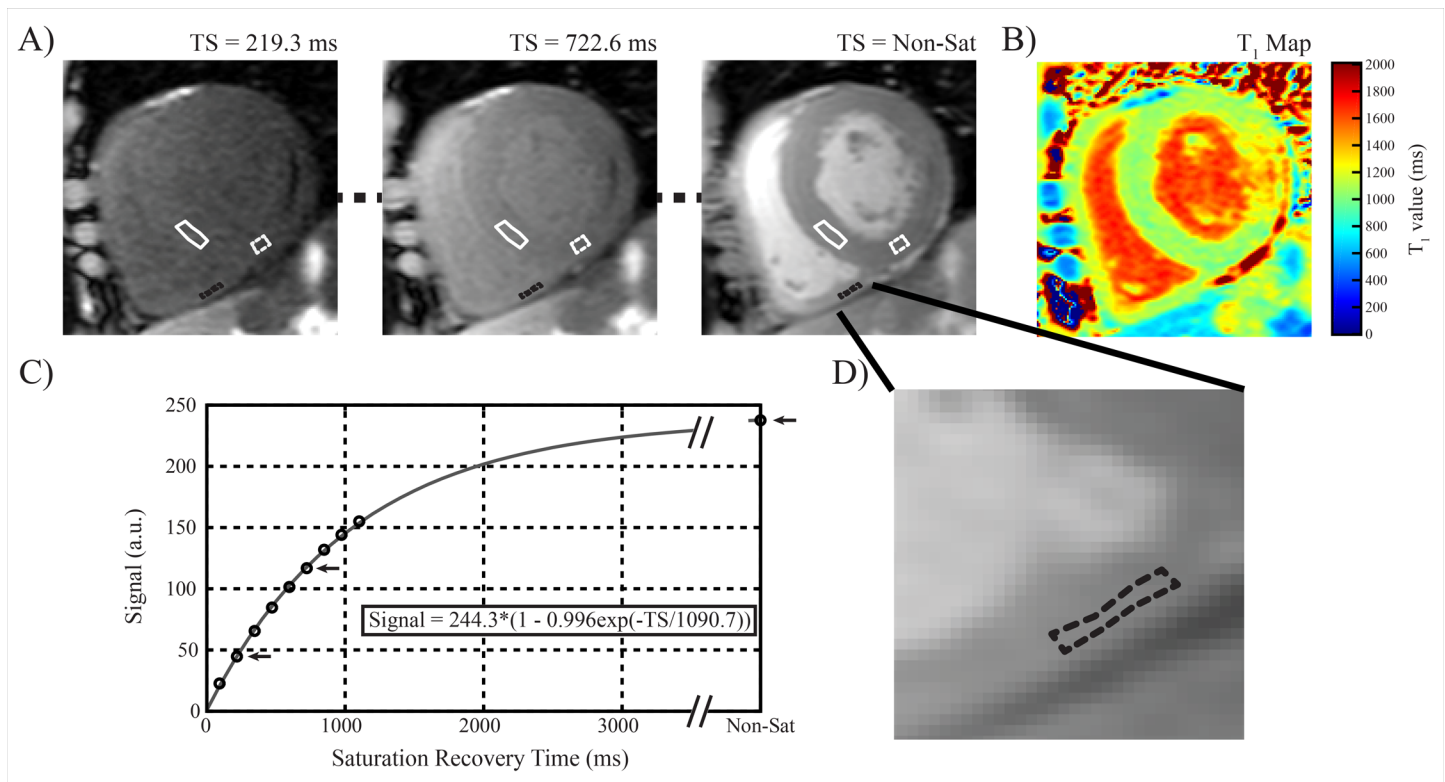 A)
TS = 219.3 ms
TS = 722.6 ms
TS = Non-Sat
B)
T1 Map
2000
1800
1600
1400
1200
1000
800
600
400
200
0
T1 value (ms)
C)
250
200
150
100
50
0
Signal (a.u.)
Signal = 244.3*(1 - 0.996exp(-TS/1090.7))
0
1000
2000
3000
Non-Sat
Saturation Recovery Time (ms)
D)